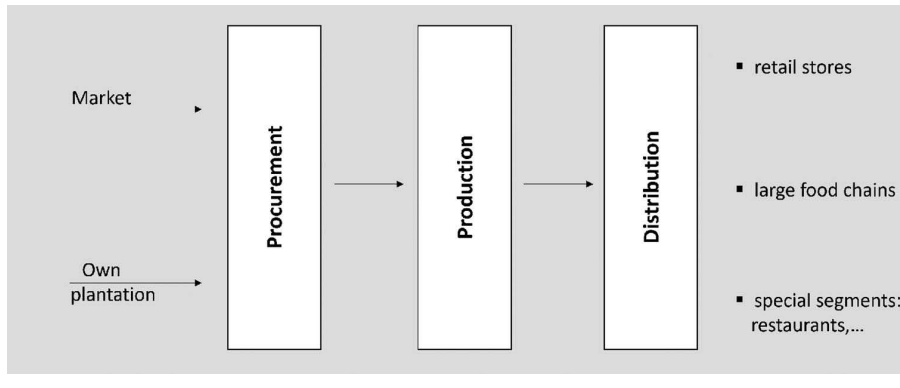 Market
Own
plantation
Procurement
Production
Distribution
▪ retail stores
▪ large food chains
▪ special segments:
restaurants,...